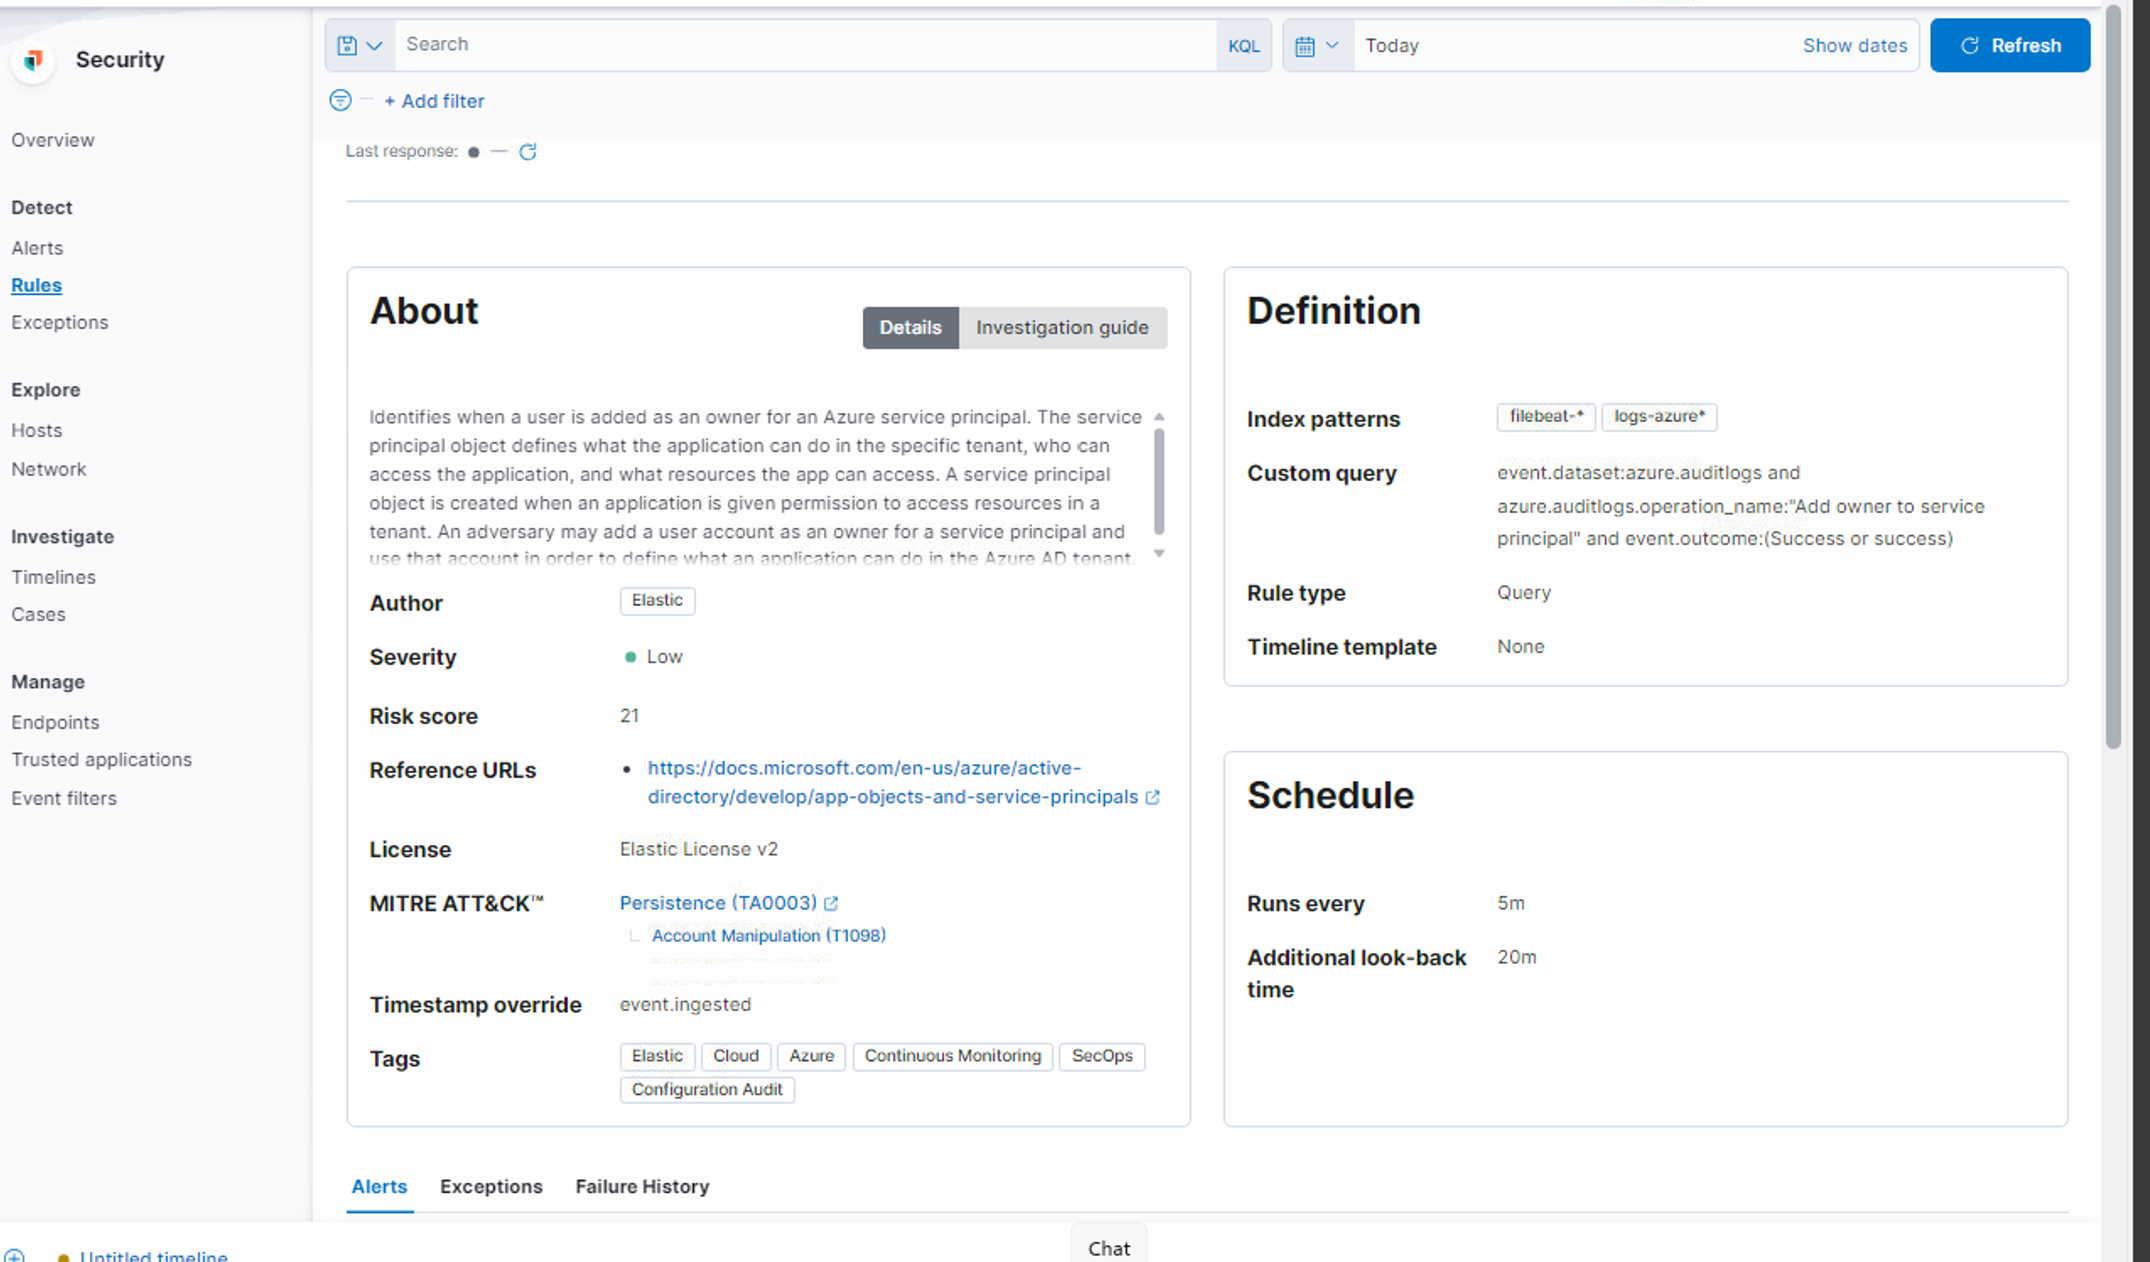 Security
Search
KQL
Today
Show dates
Refresh
+ Add filter
Overview
Detect
Alerts
Rules
Exceptions
Explore
Hosts
Network
Investigate
Timelines
Cases
Manage
Endpoints
Trusted applications
Event filters
Last response: ● —
About
Details
Investigation guide
Identifies when a user is added as an owner for an Azure service principal. The service
principal object defines what the application can do in the specific tenant, who can
access the application, and what resources the app can access. A service principal
object is created when an application is given permission to access resources in a
tenant. An adversary may add a user account as an owner for a service principal and
use that account in order to define what an application can do in the Azure AD tenant.
Author
Elastic
Severity
Low
Risk score
21
Reference URLs
• https://docs.microsoft.com/en-us/azure/active-
directory/develop/app-objects-and-service-principals
License
Elastic License v2
MITRE ATT&CK™
Persistence (TA0003)
Account Manipulation (T1098)
Timestamp override
event.ingested
Tags
Elastic Cloud Azure Continuous Monitoring SecOps
Configuration Audit
Definition
Index patterns
filebeat-* logs-azure*
Custom query
event.dataset:azure.auditlogs and
azure.auditlogs.operation_name:"Add owner to service
principal" and event.outcome:(Success or success)
Rule type
Query
Timeline template
None
Schedule
Runs every
5m
Additional look-back
time
20m
Alerts
Exceptions
Failure History
Untitled timeline
Chat